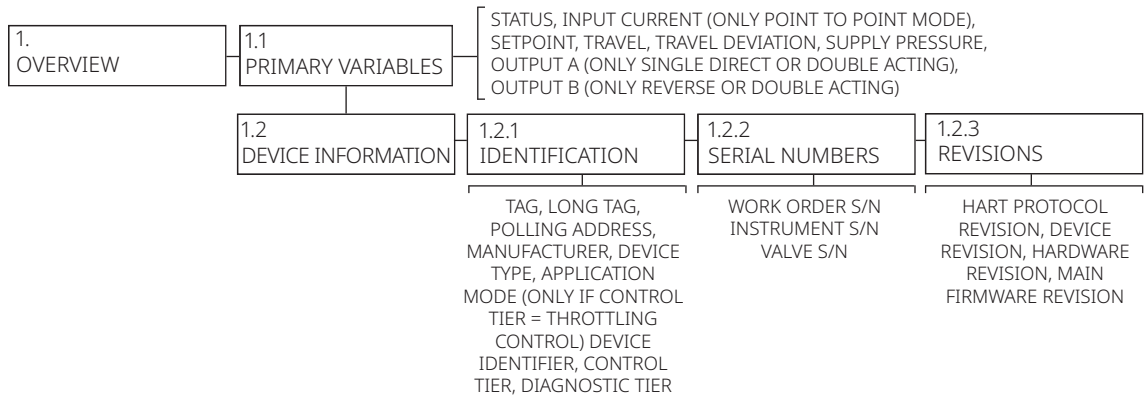 1.
OVERVIEW
1.1
PRIMARY VARIABLES
STATUS, INPUT CURRENT (ONLY POINT TO POINT MODE),
SETPOINT, TRAVEL, TRAVEL DEVIATION, SUPPLY PRESSURE,
OUTPUT A (ONLY SINGLE DIRECT OR DOUBLE ACTING),
OUTPUT B (ONLY REVERSE OR DOUBLE ACTING)
1.2
DEVICE INFORMATION
1.2.1
IDENTIFICATION
1.2.2
SERIAL NUMBERS
1.2.3
REVISIONS
TAG, LONG TAG,
POLLING ADDRESS,
MANUFACTURER, DEVICE
TYPE, APPLICATION
MODE (ONLY IF CONTROL
TIER = THROTTLING
CONTROL) DEVICE
IDENTIFIER, CONTROL
TIER, DIAGNOSTIC TIER
WORK ORDER S/N
INSTRUMENT S/N
VALVE S/N
HART PROTOCOL
REVISION, DEVICE
REVISION, HARDWARE
REVISION, MAIN
FIRMWARE REVISION